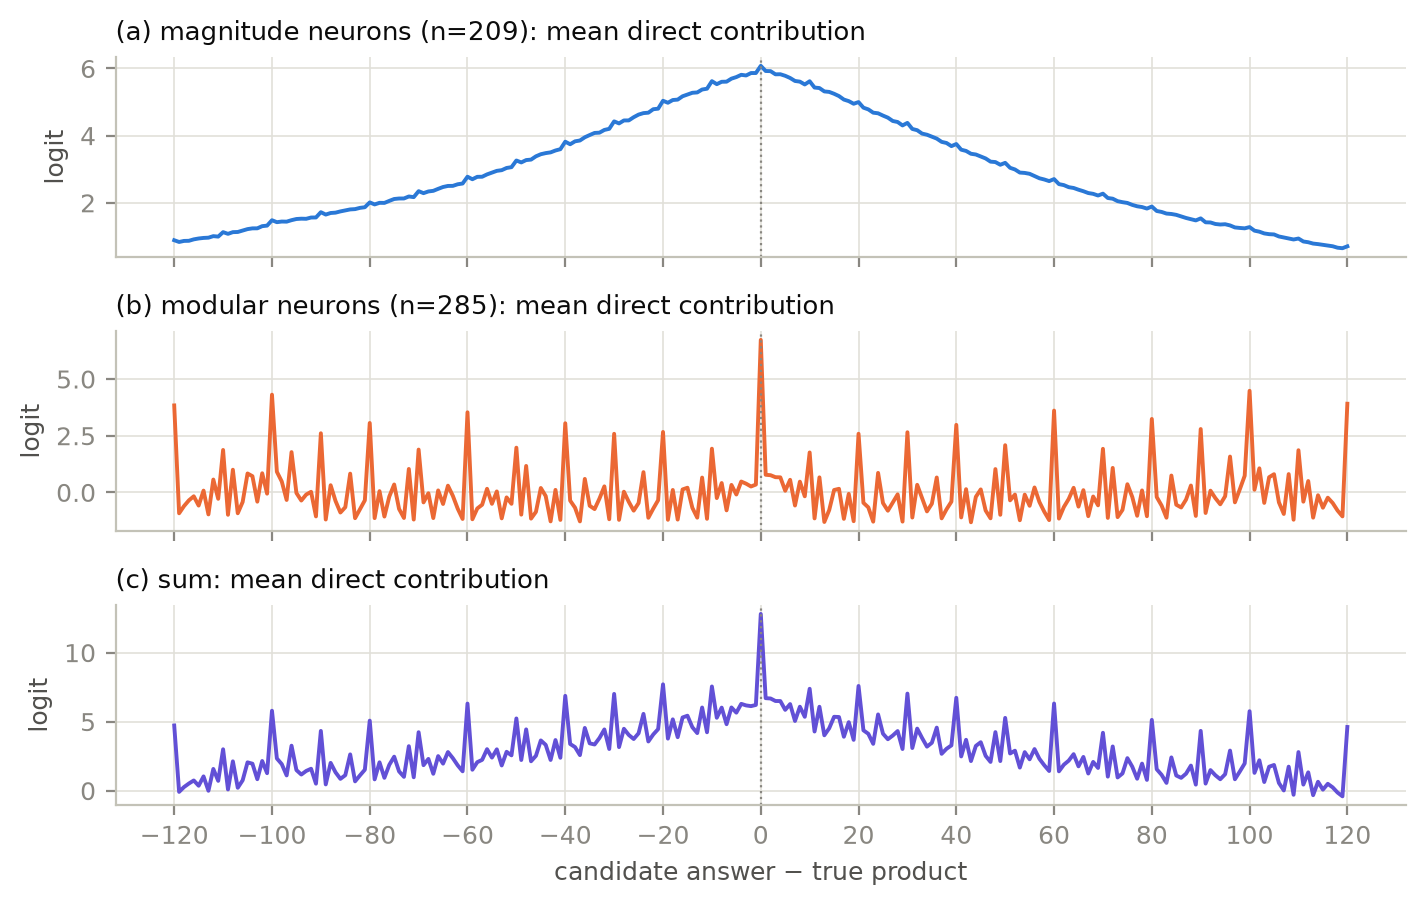 (a) magnitude neurons (n=209): mean direct contribution
6
4
2
logit
(b) modular neurons (n=285): mean direct contribution
5.0
2.5
0.0
logit
(c) sum: mean direct contribution
10
5
0
logit
−120 −100 −80 −60 −40 −20 0 20 40 60 80 100 120
candidate answer − true product